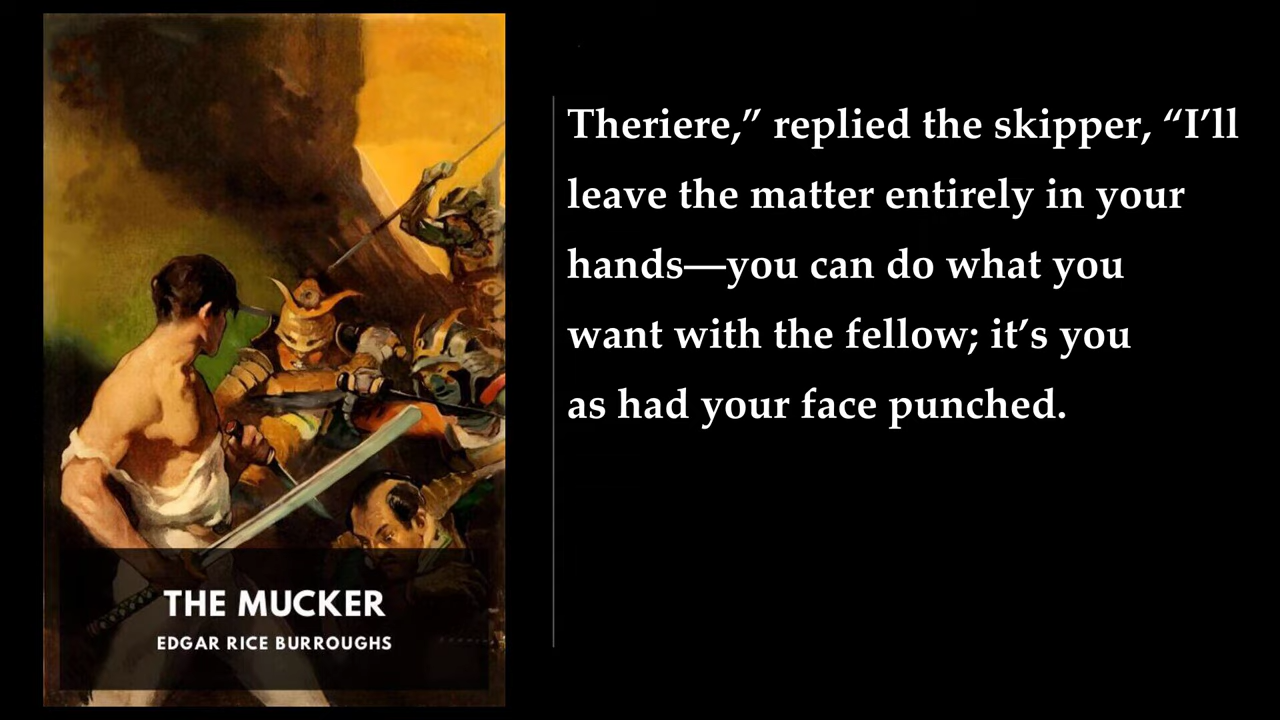 Theriere,” replied the skipper, “I’ll
leave the matter entirely in your
hands—you can do what you
want with the fellow; it’s you
as had your face punched.
THE MUCKER
EDGAR RICE BURROUGHS